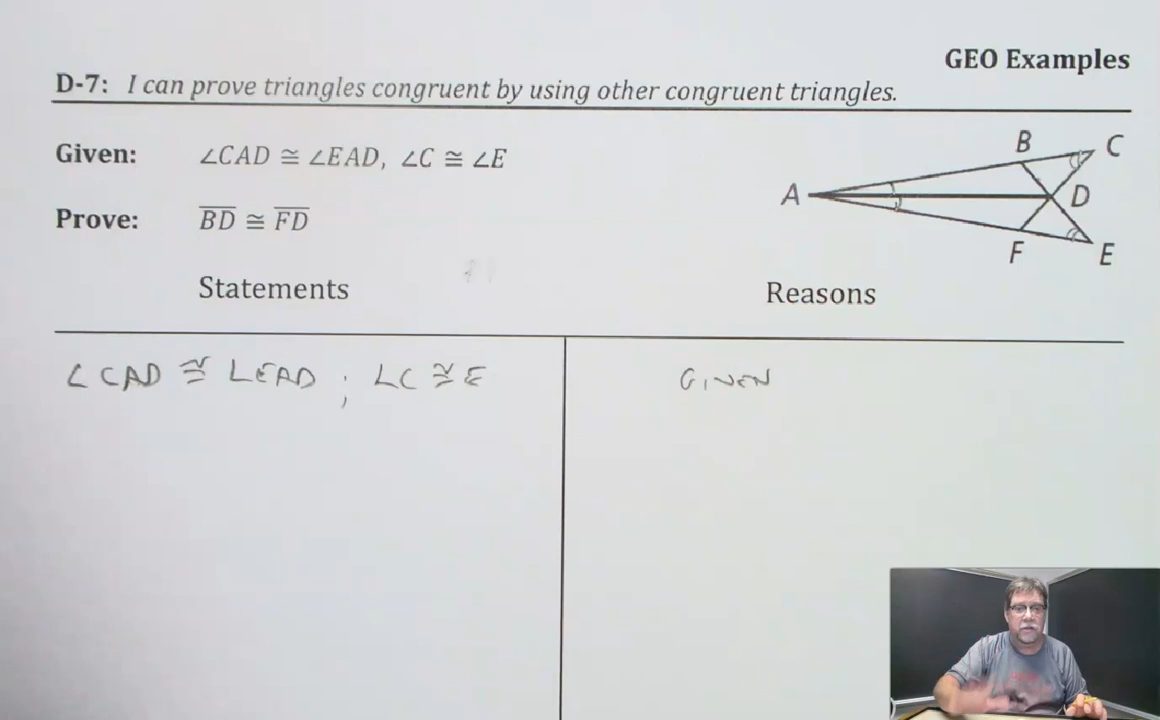 GEO Examples
D-7: I can prove triangles congruent by using other congruent triangles.
Given: ∠CAD ≅ ∠EAD, ∠C ≅ ∠E
Prove: BD ≅ FD
A B C D F E
Statements Reasons
∠CAD ≅ ∠EAD ; ∠C ≅ E GIVEN